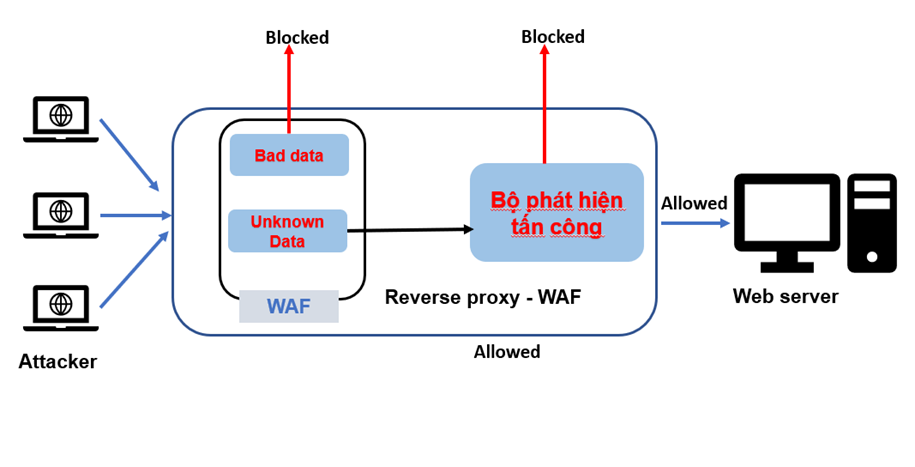 Blocked
Blocked
Bad data
Unknown
Data
Bộ phát hiện
tấn công
Allowed
WAF
Reverse proxy - WAF
Web server
Attacker
Allowed